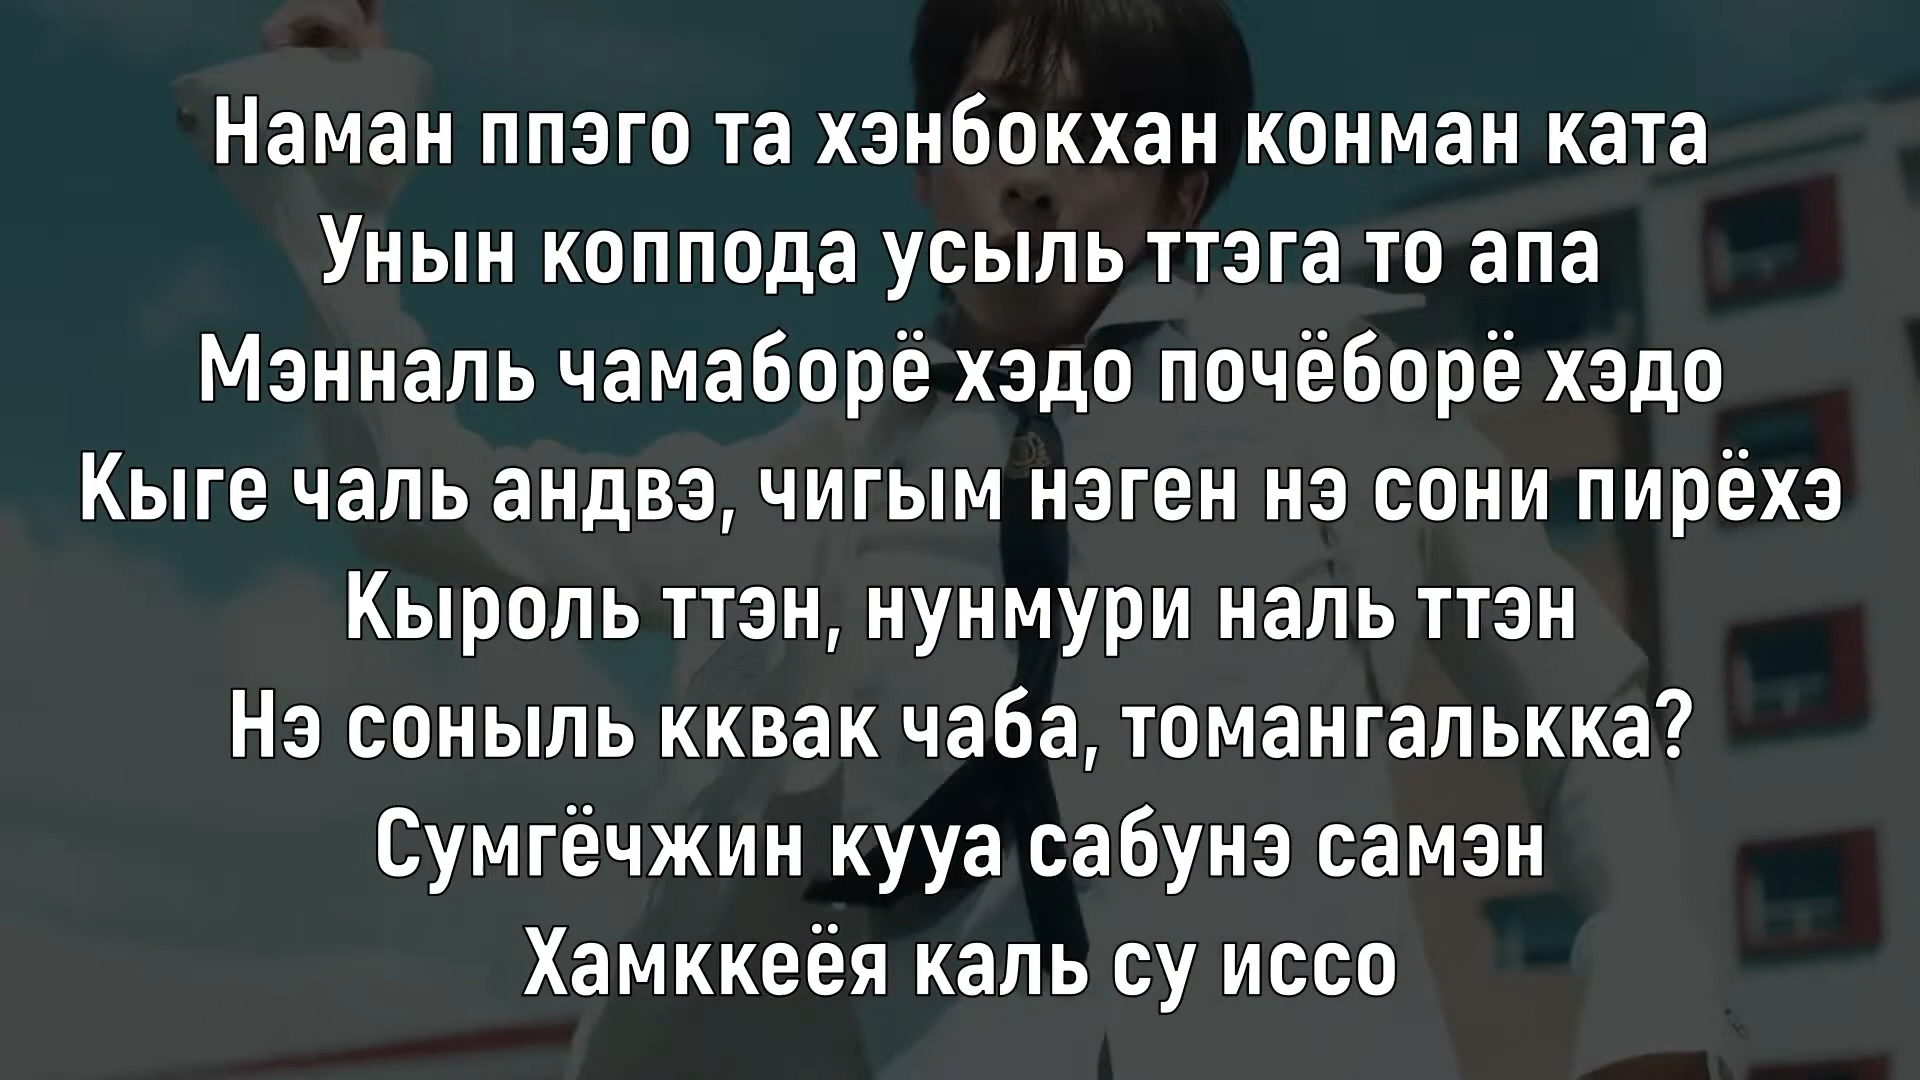 Наман ппэго та хэнбокхан конман ката
Унын коппода усыль ттэга то апа
Мэнналь чамаборё хэдо почёборё хэдо
Кыге чаль андвэ, чигым нэген нэ сони пирёхэ
Кыроль ттэн, нунмури наль ттэн
Нэ соныль кквак чаба, томангалькка?
Сумгёчжин кууа сабунэ самэн
Хамккеёя каль су иссо